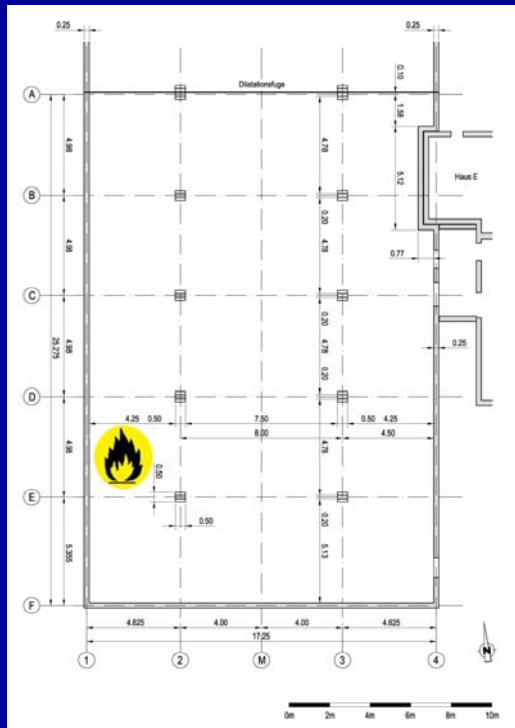 0.25
0.25
Dilatationsfuge
A
0.10
1.58
4.98
4.78
5.12
Haus E
B
0.20
4.98
4.78
0.77
C
0.20
25.275
4.98
4.78
0.25
0.20
D
4.25 0.50
7.50
0.50 4.25
8.00
4.50
4.98
4.78
0.50
E
0.50
0.20
5.355
5.13
F
4.625
4.00
4.00
4.625
17.25
1
2
M
3
4
N
0m
2m
4m
6m
8m
10m